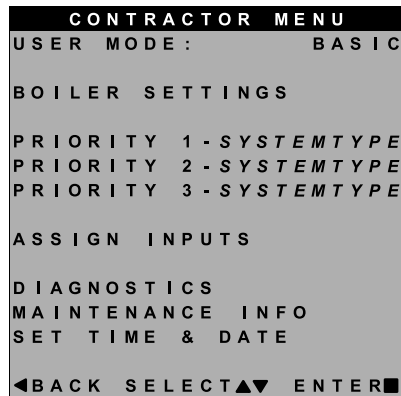 CONTRACTOR MENU
USER MODE: BASIC
BOILER SETTINGS
PRIORITY 1-SYSTEMTYPE
PRIORITY 2-SYSTEMTYPE
PRIORITY 3-SYSTEMTYPE
ASSIGN INPUTS
DIAGNOSTICS
MAINTENANCE INFO
SET TIME & DATE
◀BACK SELECT▲▼ ENTER■